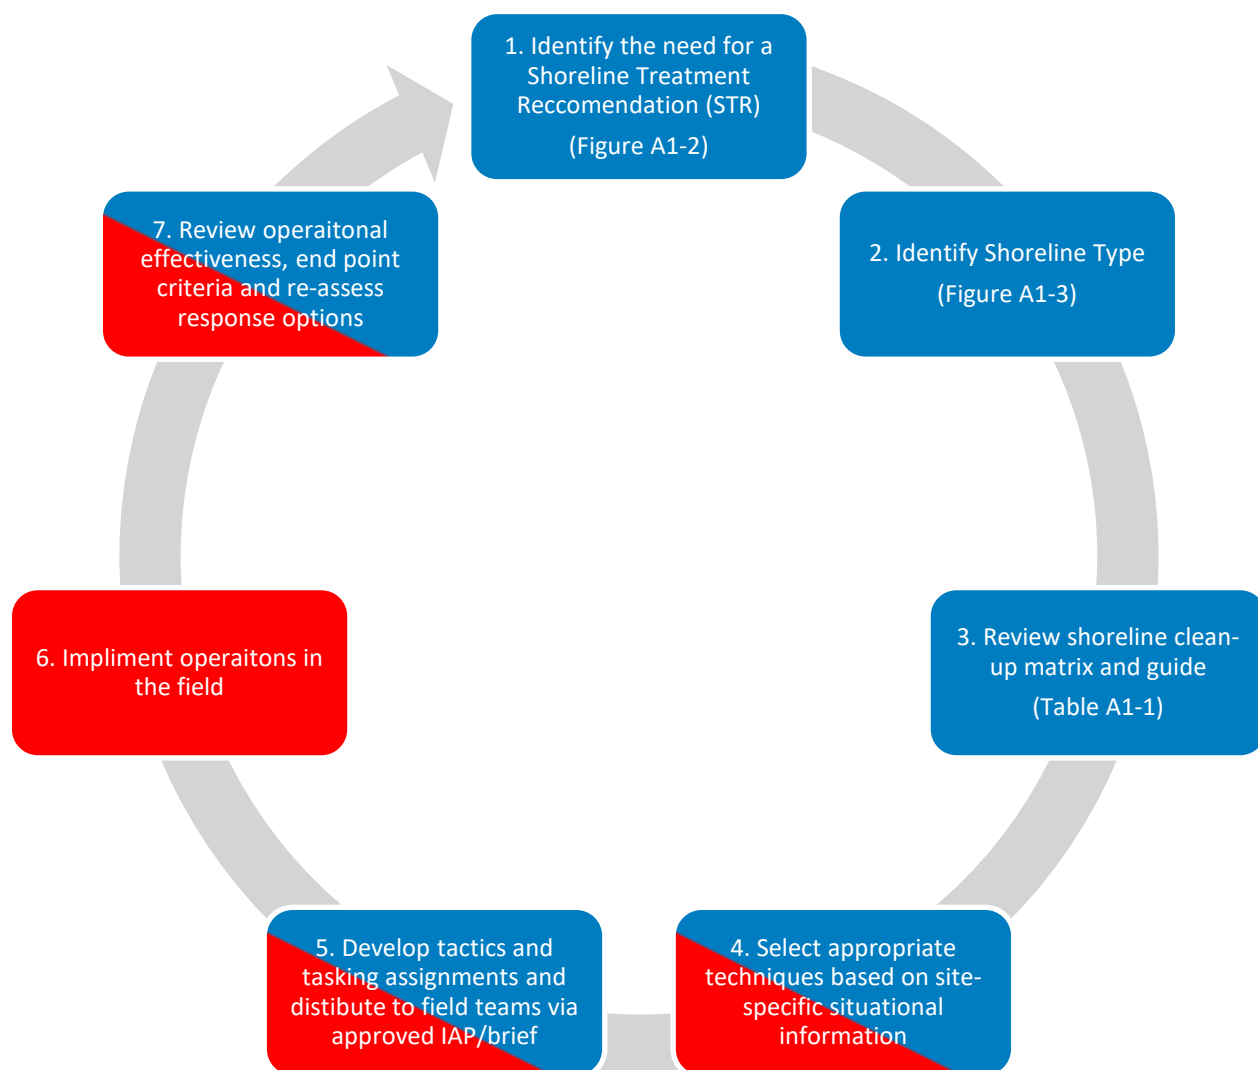 1. Identify the need for a
Shoreline Treatment
Reccomendation (STR)
(Figure A1-2)
2. Identify Shoreline Type
(Figure A1-3)
3. Review shoreline clean-
up matrix and guide
(Table A1-1)
4. Select appropriate
techniques based on site-
specific situational
information
5. Develop tactics and
tasking assignments and
distibute to field teams via
approved IAP/brief
6. Impliment operaitons in
the field
7. Review operaitonal
effectiveness, end point
criteria and re-assess
response options